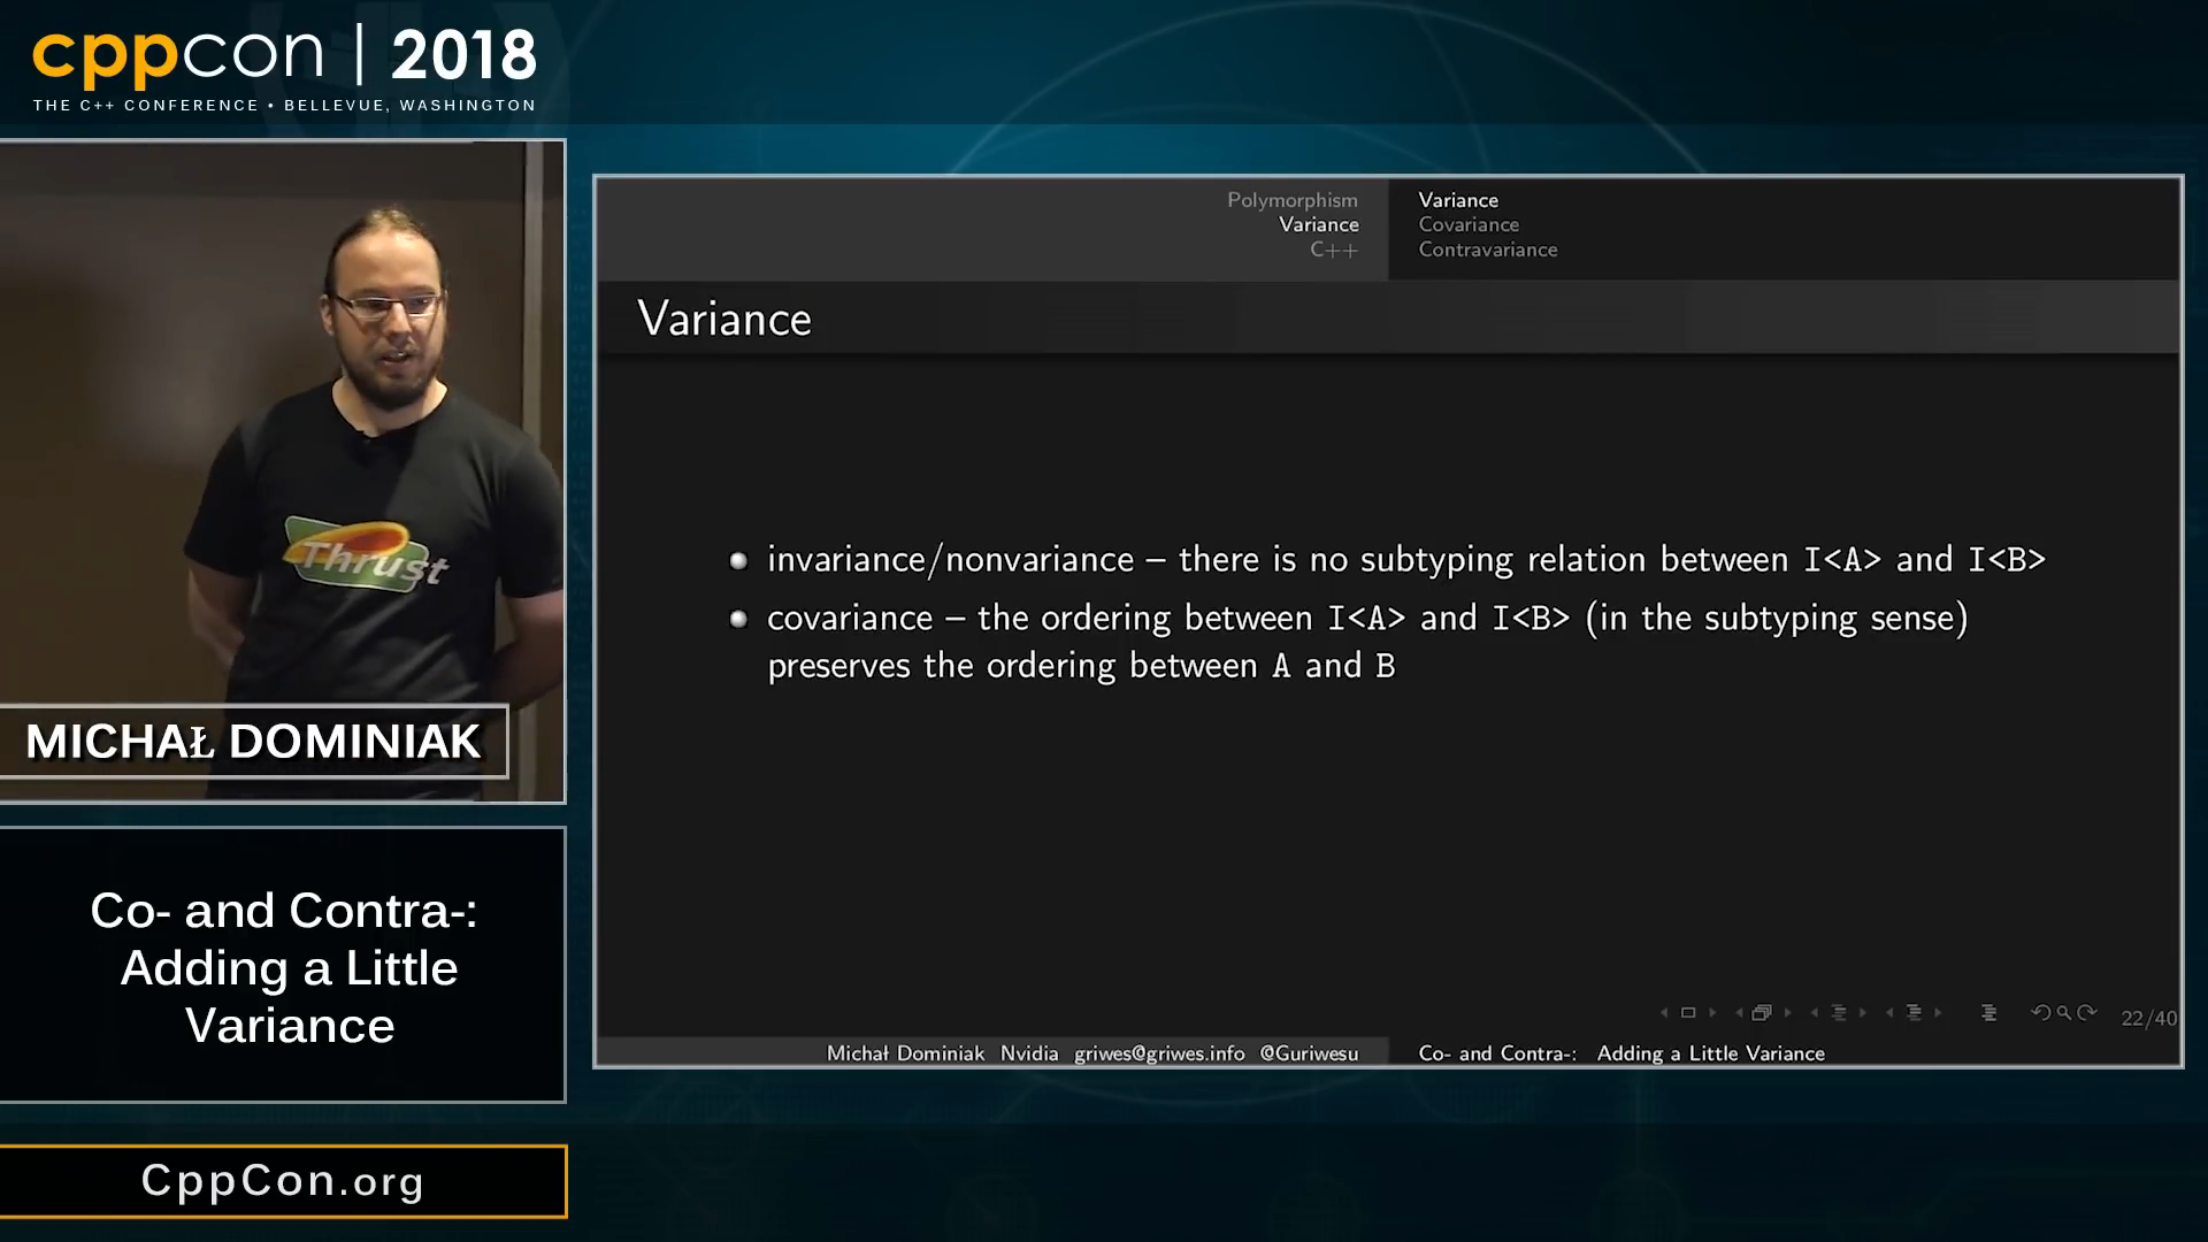 cppcon | 2018
THE C++ CONFERENCE • BELLEVUE, WASHINGTON
Thrust
MICHAŁ DOMINIAK
Co- and Contra-:
Adding a Little
Variance
CppCon.org
Polymorphism
Variance
C++
Variance
Covariance
Contravariance
Variance
invariance/nonvariance – there is no subtyping relation between I<A> and I<B>
covariance – the ordering between I<A> and I<B> (in the subtyping sense)
preserves the ordering between A and B
22/40
Michał Dominiak Nvidia griwes@griwes.info @Guriwesu
Co- and Contra-: Adding a Little Variance